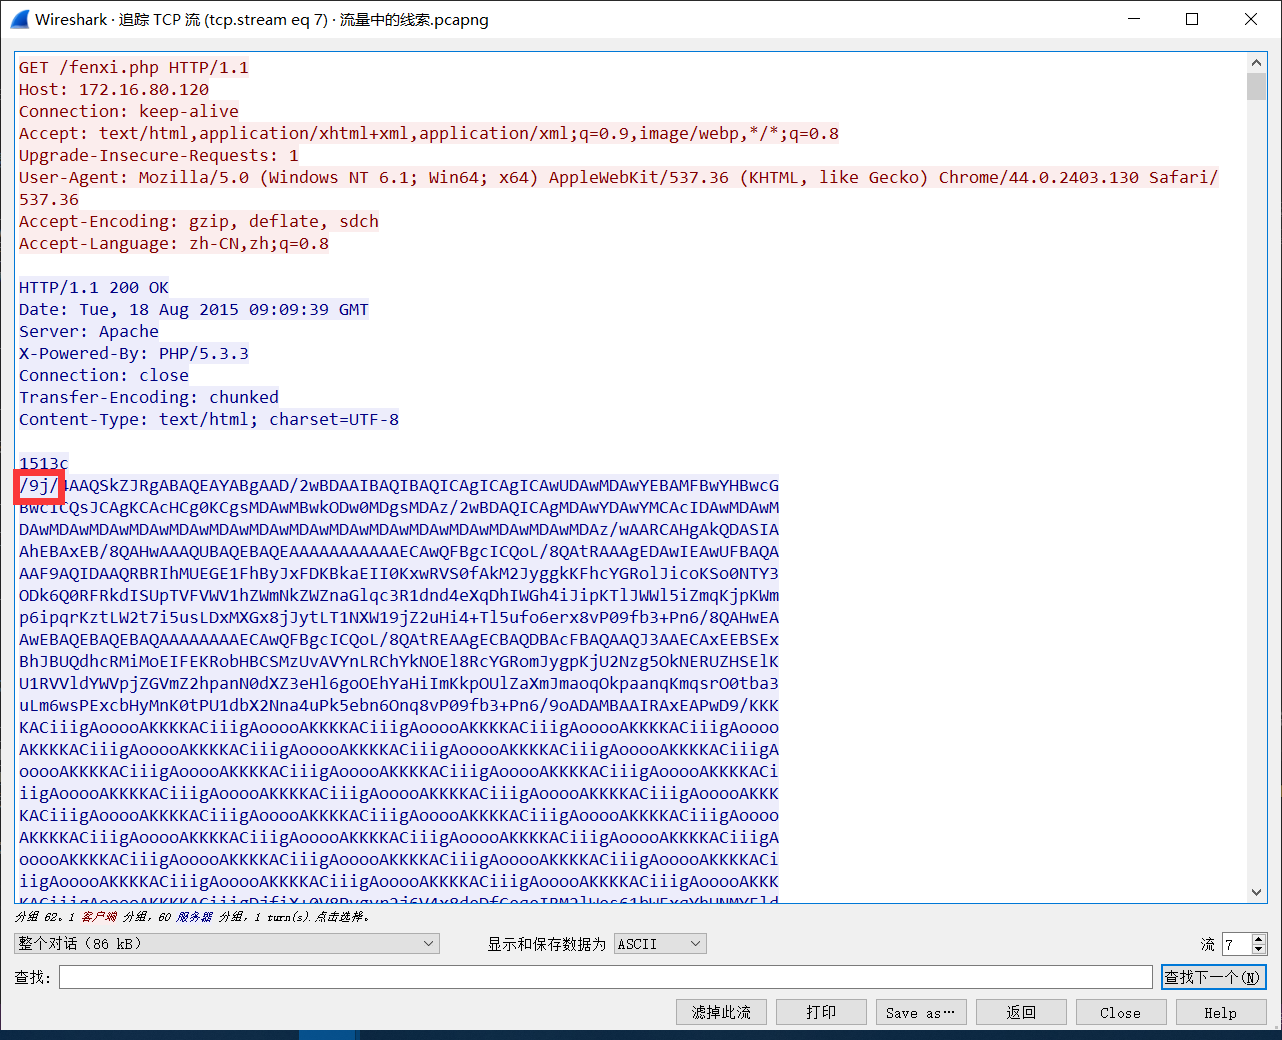 Wireshark · 追踪 TCP 流 (tcp.stream eq 7) · 流量中的线索.pcapng
GET /fenxi.php HTTP/1.1
Host: 172.16.80.120
Connection: keep-alive
Accept: text/html,application/xhtml+xml,application/xml;q=0.9,image/webp,*/*;q=0.8
Upgrade-Insecure-Requests: 1
User-Agent: Mozilla/5.0 (Windows NT 6.1; Win64; x64) AppleWebKit/537.36 (KHTML, like Gecko) Chrome/44.0.2403.130 Safari/
537.36
Accept-Encoding: gzip, deflate, sdch
Accept-Language: zh-CN,zh;q=0.8
HTTP/1.1 200 OK
Date: Tue, 18 Aug 2015 09:09:39 GMT
Server: Apache
X-Powered-By: PHP/5.3.3
Connection: close
Transfer-Encoding: chunked
Content-Type: text/html; charset=UTF-8
1513c
/9j/4AAQSkZJRgABAQEAYABgAAD/2wBDAAIBAQIBAQICAgICAgICAwUDAwMDAwYEBAMFBwYHBwcG
BwcICQsJCAgKCAcHCg0KCgsMDAwMBwkODw0MDgsMDAz/2wBDAQICAgMDAwYDAwYMCAcIDAwMDAwM
DAwMDAwMDAwMDAwMDAwMDAwMDAwMDAwMDAwMDAwMDAwMDAwMDAwMDAwMDAz/wAARCAHgAkQDASIA
AhEBAxEB/8QAHwAAAQUBAQEBAQEAAAAAAAAAAAECAwQFBgcICQoL/8QAtRAAAgEDAwIEAwUFBAQA
AAF9AQIDAAQRBRIhMUEGE1FhByJxFDKBkaEII0KxwRVS0fAkM2JyggkKFhcYGRolJicoKSo0NTY3
ODk6Q0RFRkdISUpTVFVWV1hZWmNkZWZnaGlqc3R1dnd4eXqDhIWGh4iJipKTlJWWl5iZmqKjpKWm
p6ipqrKztLW2t7i5usLDxMXGx8jJytLT1NXW19jZ2uHi4+Tl5ufo6erx8vP09fb3+Pn6/8QAHwEA
AwEBAQEBAQEBAQAAAAAAAAECAwQFBgcICQoL/8QAtREAAgECBAQDBAcFBAQAAQJ3AAECAxEEBSEx
BhJBUQdhcRMiMoEIFEKRobHBCSMzUvAVYnLRChYkNOEl8RcYGRomJygpKjU2Nzg5OkNERUZHSElK
U1RVVldYWVpjZGVmZ2hpanN0dXZ3eHl6goOEhYaHiImKkpOUlZaXmJmaoqOkpaanqKmqsrO0tba3
uLm6wsPExcbHyMnK0tPU1dbX2Nna4uPk5ebn6Onq8vP09fb3+Pn6/9oADAMBAAIRAxEAPwD9/KKK
KACiiigAooooAKKKKACiiigAooooAKKKKACiiigAooooAKKKKACiiigAooooAKKKKACiiigAoooo
AKKKKACiiigAooooAKKKKACiiigAooooAKKKKACiiigAooooAKKKKACiiigAooooAKKKKACiiigA
ooooAKKKKACiiigAooooAKKKKACiiigAooooAKKKKACiiigAooooAKKKKACiiigAooooAKKKKACi
iigAooooAKKKKACiiigAooooAKKKKACiiigAooooAKKKKACiiigAooooAKKKKACiiigAooooAKKK
KACiiigAooooAKKKKACiiigAooooAKKKKACiiigAooooAKKKKACiiigAooooAKKKKACiiigAoooo
AKKKKACiiigAooooAKKKKACiiigAooooAKKKKACiiigAooooAKKKKACiiigAooooAKKKKACiiigA
ooooAKKKKACiiigAooooAKKKKACiiigAooooAKKKKACiiigAooooAKKKKACiiigAooooAKKKKACi
iigAooooAKKKKACiiigAooooAKKKKACiiigAooooAKKKKACiiigAooooAKKKKACiiigAooooAKKK
分组 62。1 客户端 分组，60 服务器 分组，1 turn(s).点击选择。
整个对话（86 kB）
显示和保存数据为 ASCII
流 7
查找:
查找下一个(N)
滤掉此流 打印 Save as… 返回 Close Help